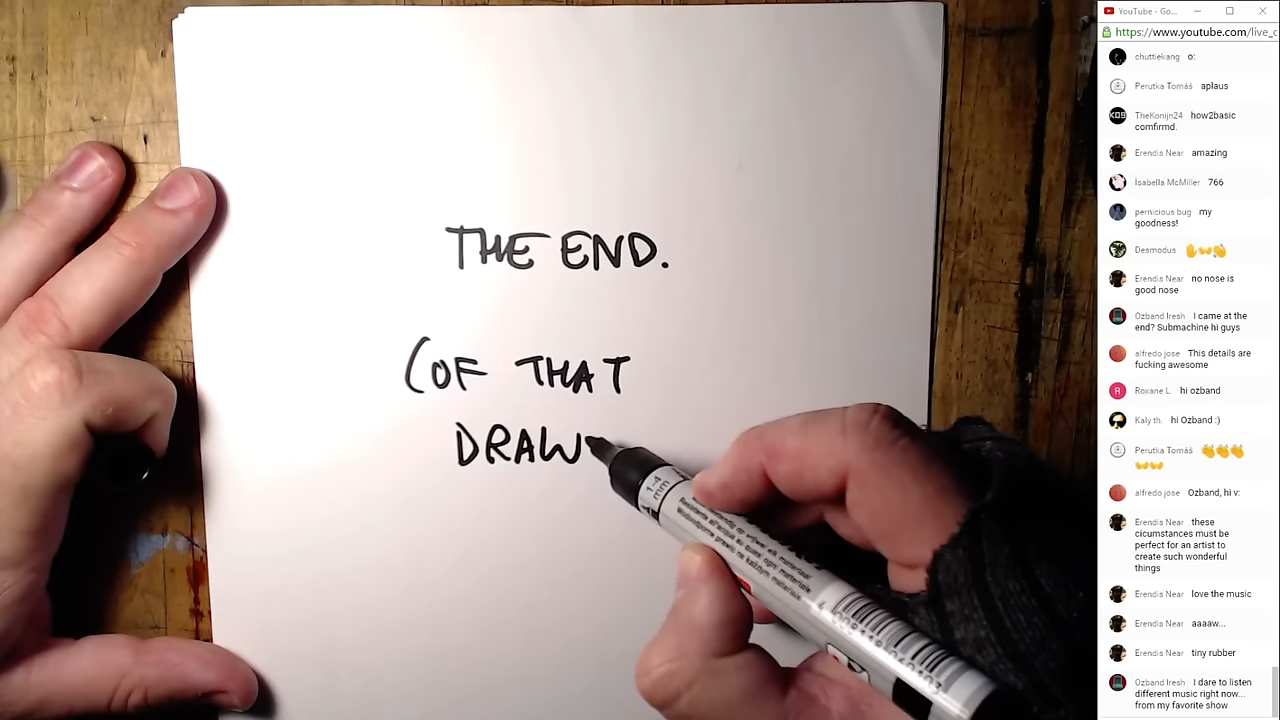 THE END.
(OF THAT
DRAW
1-4
mm
YouTube - Go...
https://www.youtube.com/live_c
chuttiekang o:
Perutka Tomáš aplaus
TheKonijn24 how2basic
comfirmd.
Erendis Near amazing
Isabella McMiller 766
pernicious bug my
goodness!
Desmodus
Erendis Near no nose is
good nose
Ozband Iresh I came at the
end? Submachine hi guys
alfredo jose This details are
fucking awesome
R Roxane L. hi ozband
Kaly th. hi Ozband :)
Perutka Tomáš
alfredo jose Ozband, hi v:
Erendis Near these
cicumstances must be
perfect for an artist to
create such wonderful
things
Erendis Near love the music
Erendis Near aaaaw...
Erendis Near tiny rubber
Ozband Iresh I dare to listen
different music right now...
from my favorite show